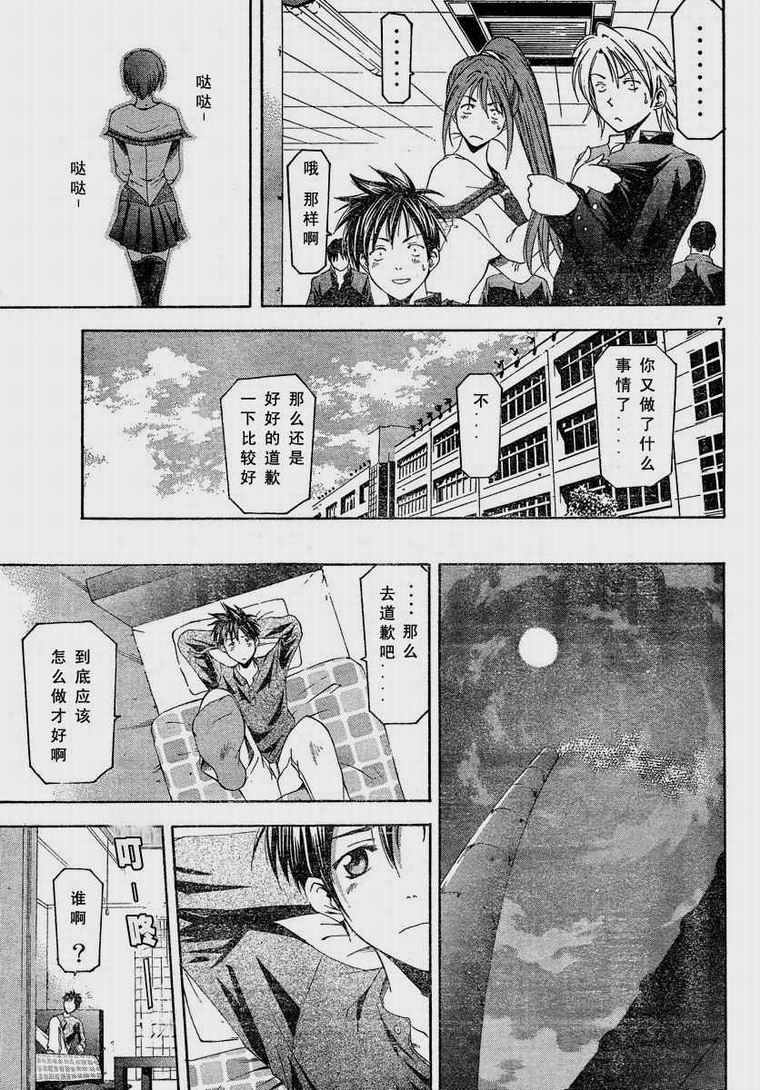 ......
......
哦 那样啊
哒哒-
哒哒-
7
你又做了什么
事情了....
不...
那么还是
好好的道歉
一下比较好
....那么
去道歉吧....
到底应该
怎么做才好啊
叮—咚—
谁啊
?